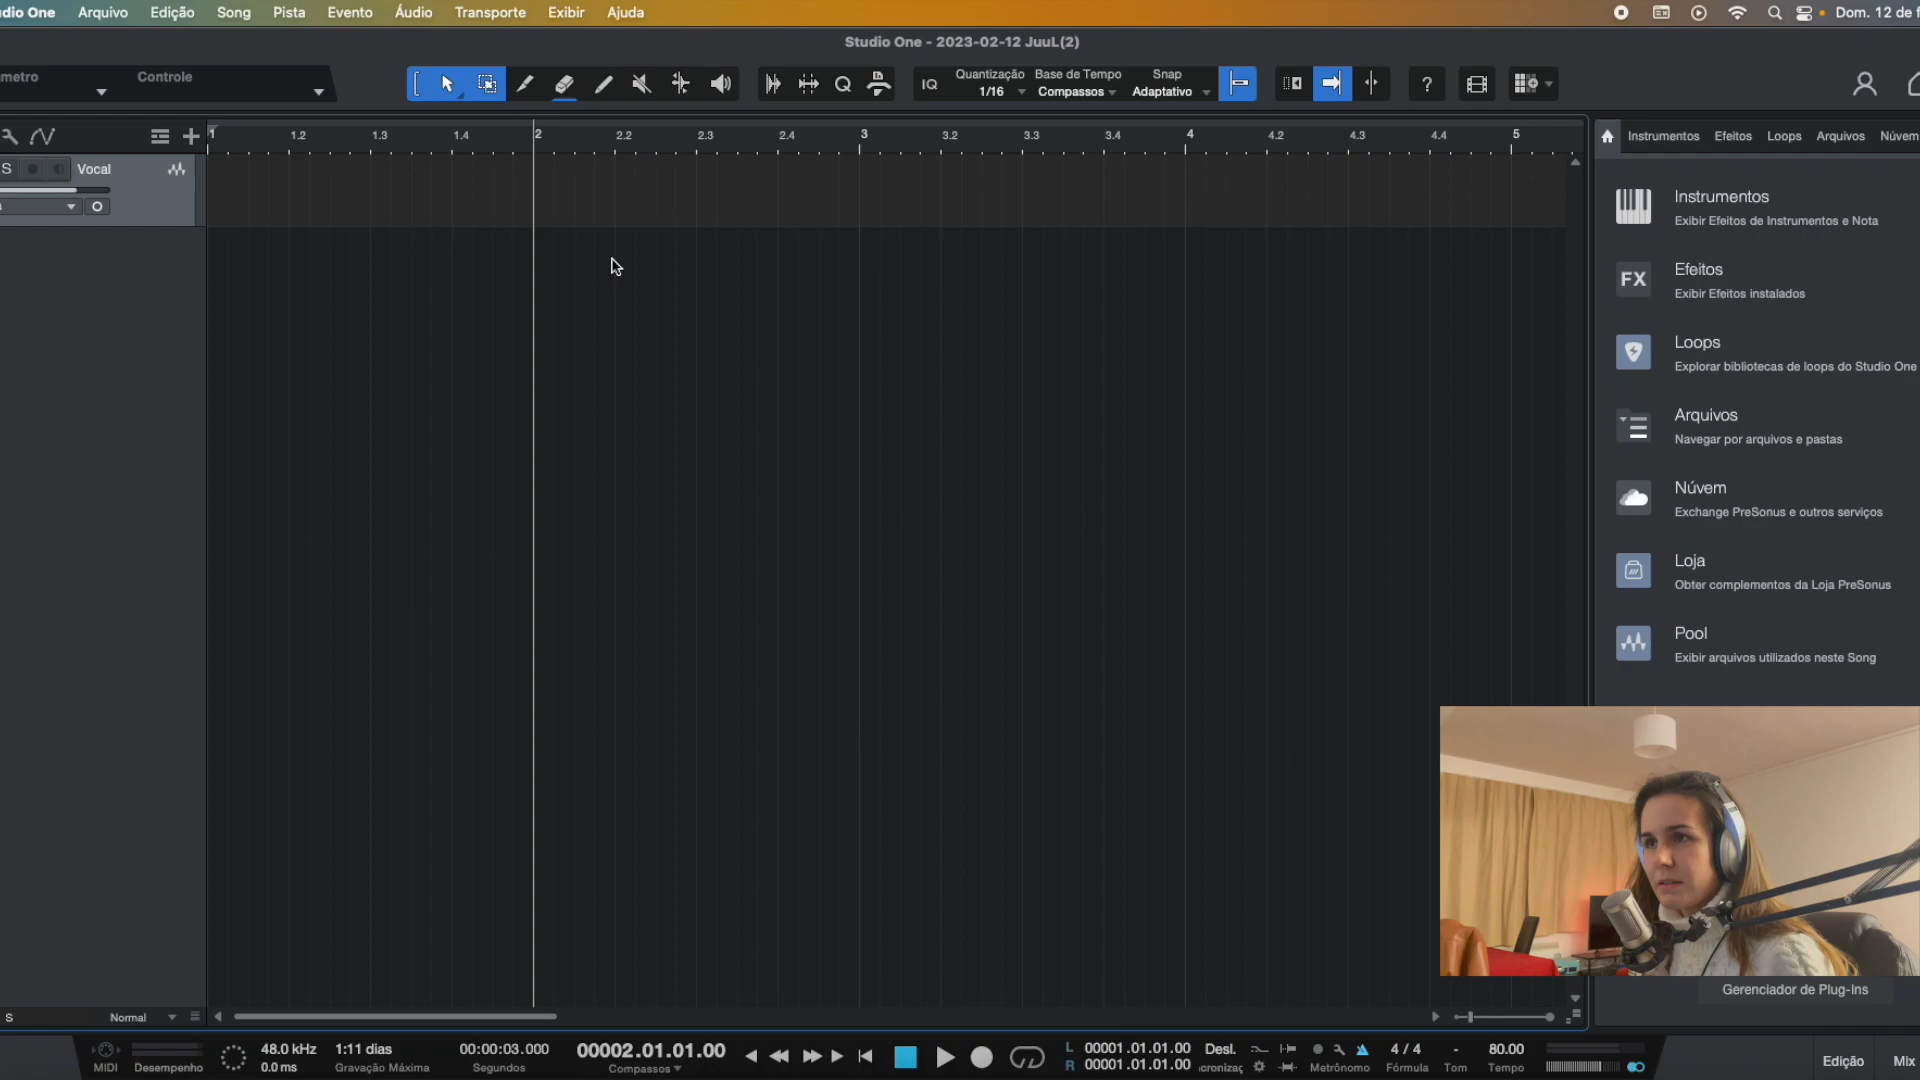 dio One Arquivo Edição Song Pista Evento Áudio Transporte Exibir Ajuda Dom. 12 de f
Studio One - 2023-02-12 JuuL(2)
metro Controle
IQ Quantização Base de Tempo Snap
1/16 Compassos Adaptativo ?
1 1.2 1.3 1.4 2 2.2 2.3 2.4 3 3.2 3.3 3.4 4 4.2 4.3 4.4 5
Instrumentos Efeitos Loops Arquivos Núvem
S Vocal
Instrumentos
Exibir Efeitos de Instrumentos e Nota
FX Efeitos
Exibir Efeitos instalados
Loops
Explorar bibliotecas de loops do Studio One
Arquivos
Navegar por arquivos e pastas
Núvem
Exchange PreSonus e outros serviços
Loja
Obter complementos da Loja PreSonus
Pool
Exibir arquivos utilizados neste Song
Gerenciador de Plug-Ins
S Normal
MIDI Desempenho
48.0 kHz 1:11 dias 00:00:03.000 00002.01.01.00
0.0 ms Gravação Máxima Segundos Compassos
L 00001.01.01.00 Desl. 4 / 4 - 80.00
R 00001.01.01.00 cronizaç Metrônomo Fórmula Tom Tempo
Edição Mix